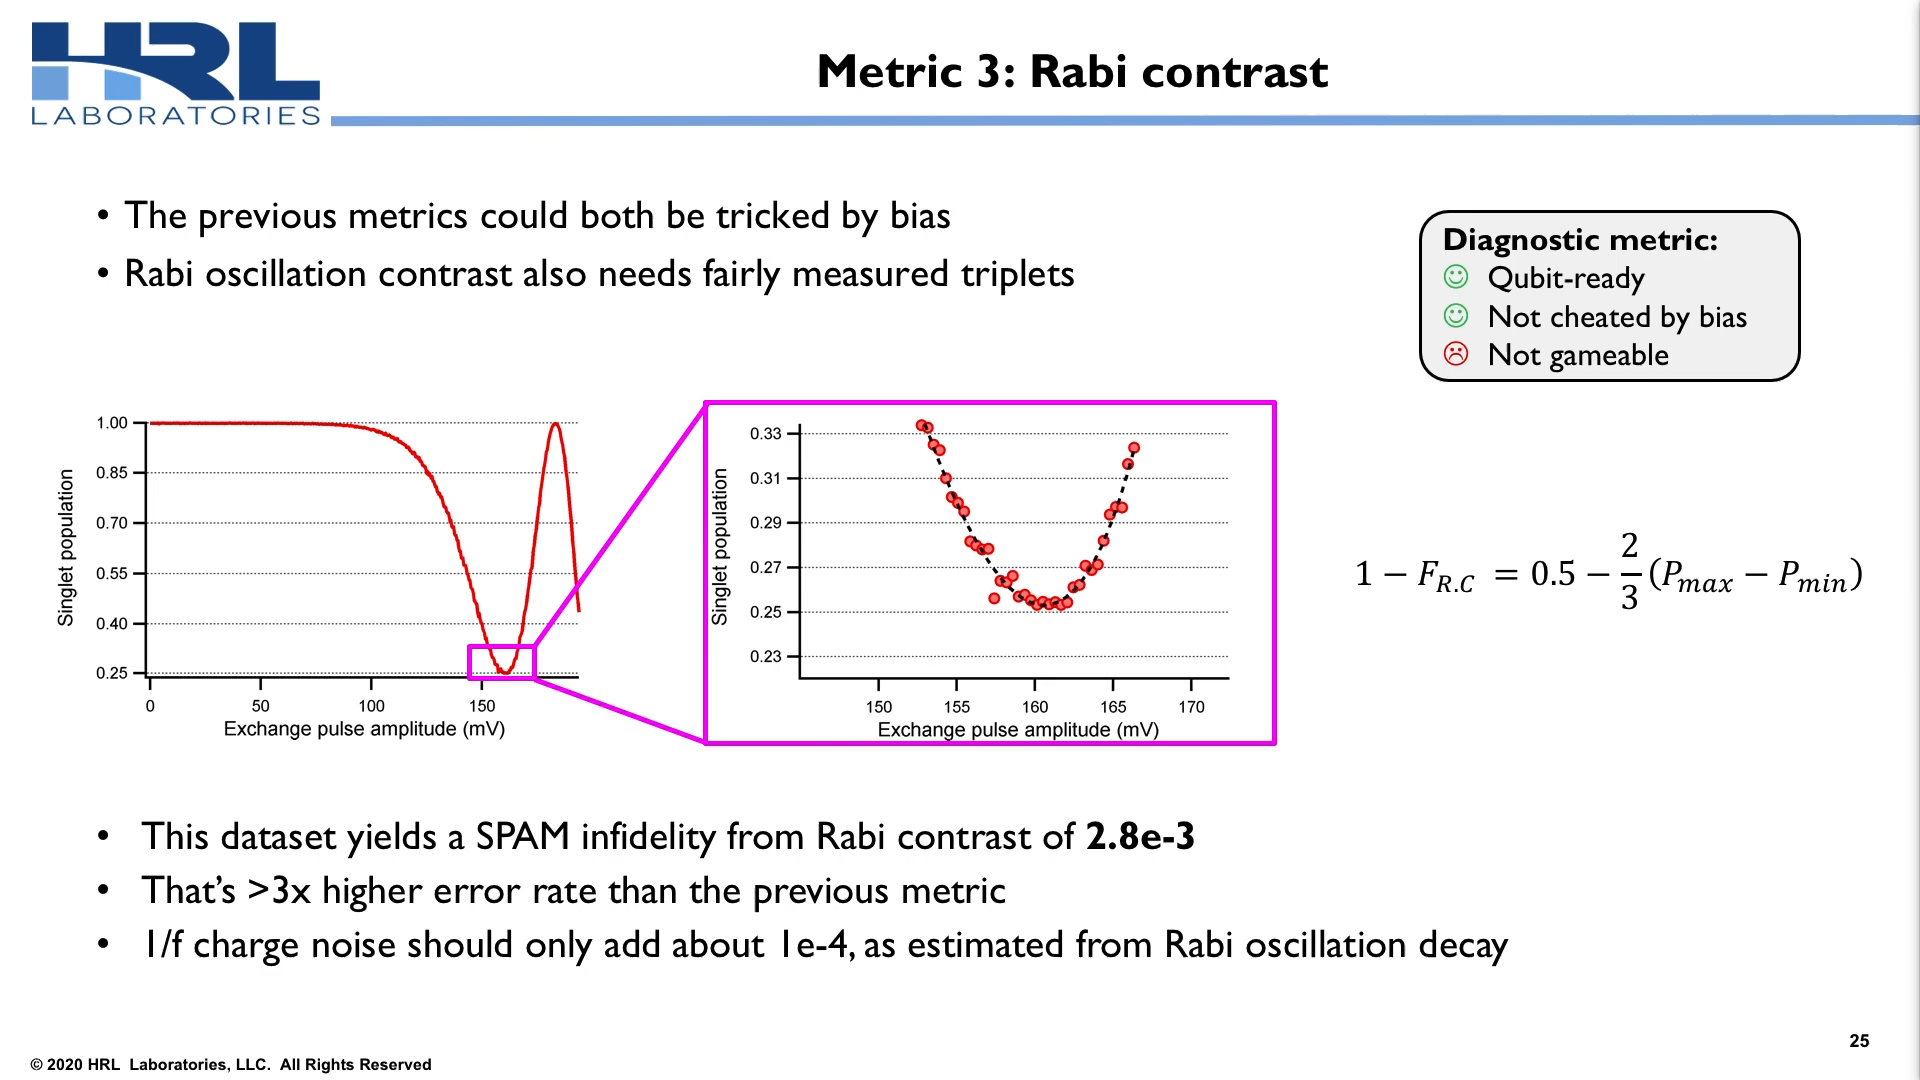 HRL
LABORATORIES
Metric 3: Rabi contrast
• The previous metrics could both be tricked by bias
• Rabi oscillation contrast also needs fairly measured triplets
Diagnostic metric:
☺ Qubit-ready
☺ Not cheated by bias
☹ Not gameable
1.00
0.85
0.70
0.55
0.40
0.25
Singlet population
0 50 100 150
Exchange pulse amplitude (mV)
0.33
0.31
0.29
0.27
0.25
0.23
Singlet population
150 155 160 165 170
Exchange pulse amplitude (mV)
1 − F_{R.C} = 0.5 − \frac{2}{3}(P_{max} − P_{min})
• This dataset yields a SPAM infidelity from Rabi contrast of 2.8e-3
• That’s >3x higher error rate than the previous metric
• 1/f charge noise should only add about 1e-4, as estimated from Rabi oscillation decay
25
© 2020 HRL Laboratories, LLC. All Rights Reserved